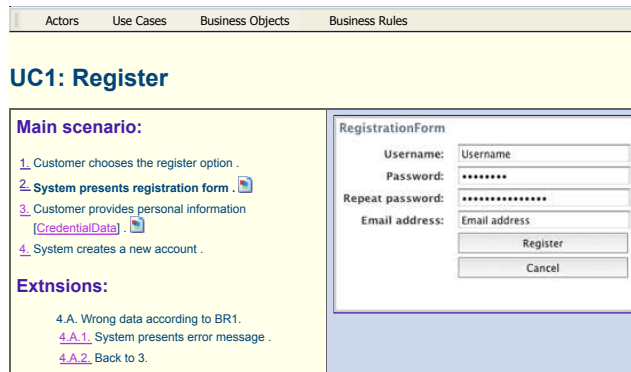 Actors Use Cases Business Objects Business Rules
UC1: Register
Main scenario:
1. Customer chooses the register option .
2. System presents registration form .
3. Customer provides personal information
[CredentialData] .
4. System creates a new account .
Extnsions:
4.A. Wrong data according to BR1.
4.A.1. System presents error message .
4.A.2. Back to 3.
RegistrationForm
Username: Username
Password: ••••••••
Repeat password: •••••••••••••••
Email address: Email address
Register
Cancel